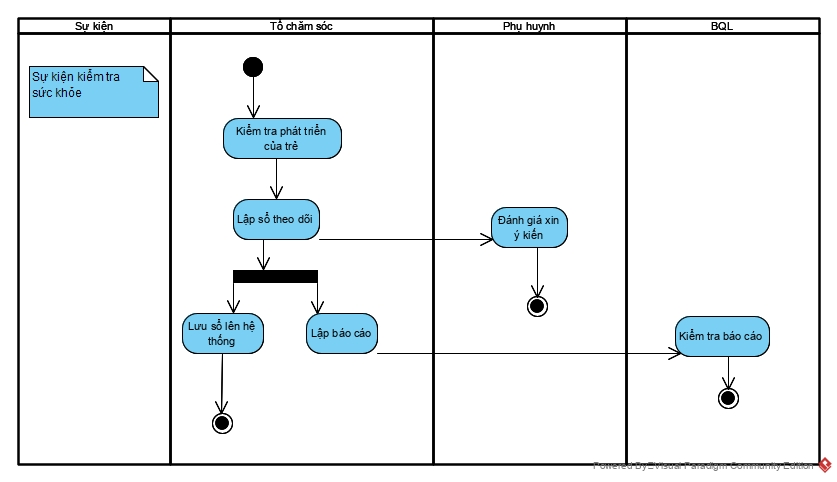 Sự kiện
Tổ chăm sóc
Phụ huynh
BQL
Sự kiện kiểm tra
sức khỏe
Kiểm tra phát triển
của trẻ
Lập sổ theo dõi
Đánh giá xin
ý kiến
Lưu sổ lên hệ
thống
Lập báo cáo
Kiểm tra báo cáo
Powered By Visual Paradigm Community Edition